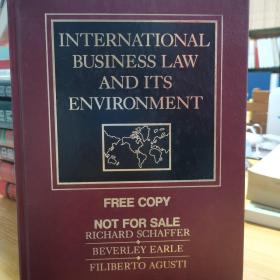 INTERNATIONAL
BUSINESS LAW
AND ITS
ENVIRONMENT
FREE COPY
NOT FOR SALE
RICHARD SCHAFFER
BEVERLEY EARLE
FILIBERTO AGUSTI